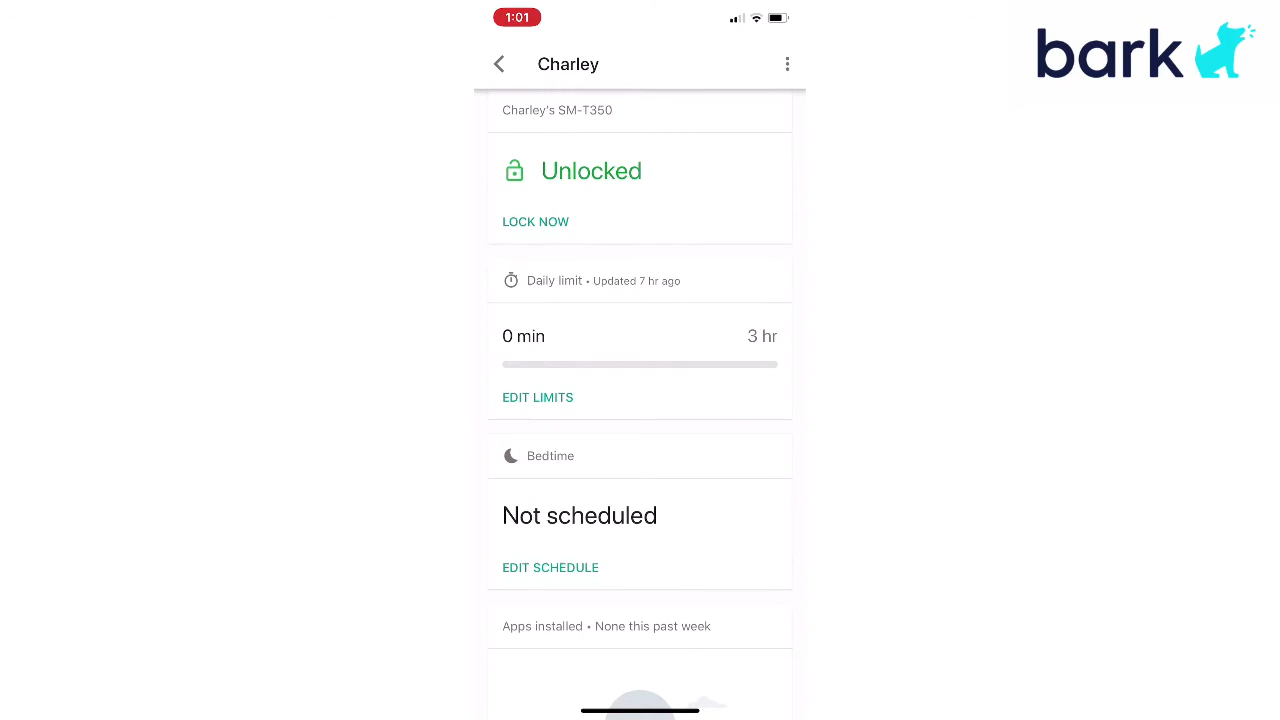 1:01
bark
Charley
Charley's SM-T350
Unlocked
LOCK NOW
Daily limit • Updated 7 hr ago
0 min 3 hr
EDIT LIMITS
Bedtime
Not scheduled
EDIT SCHEDULE
Apps installed • None this past week